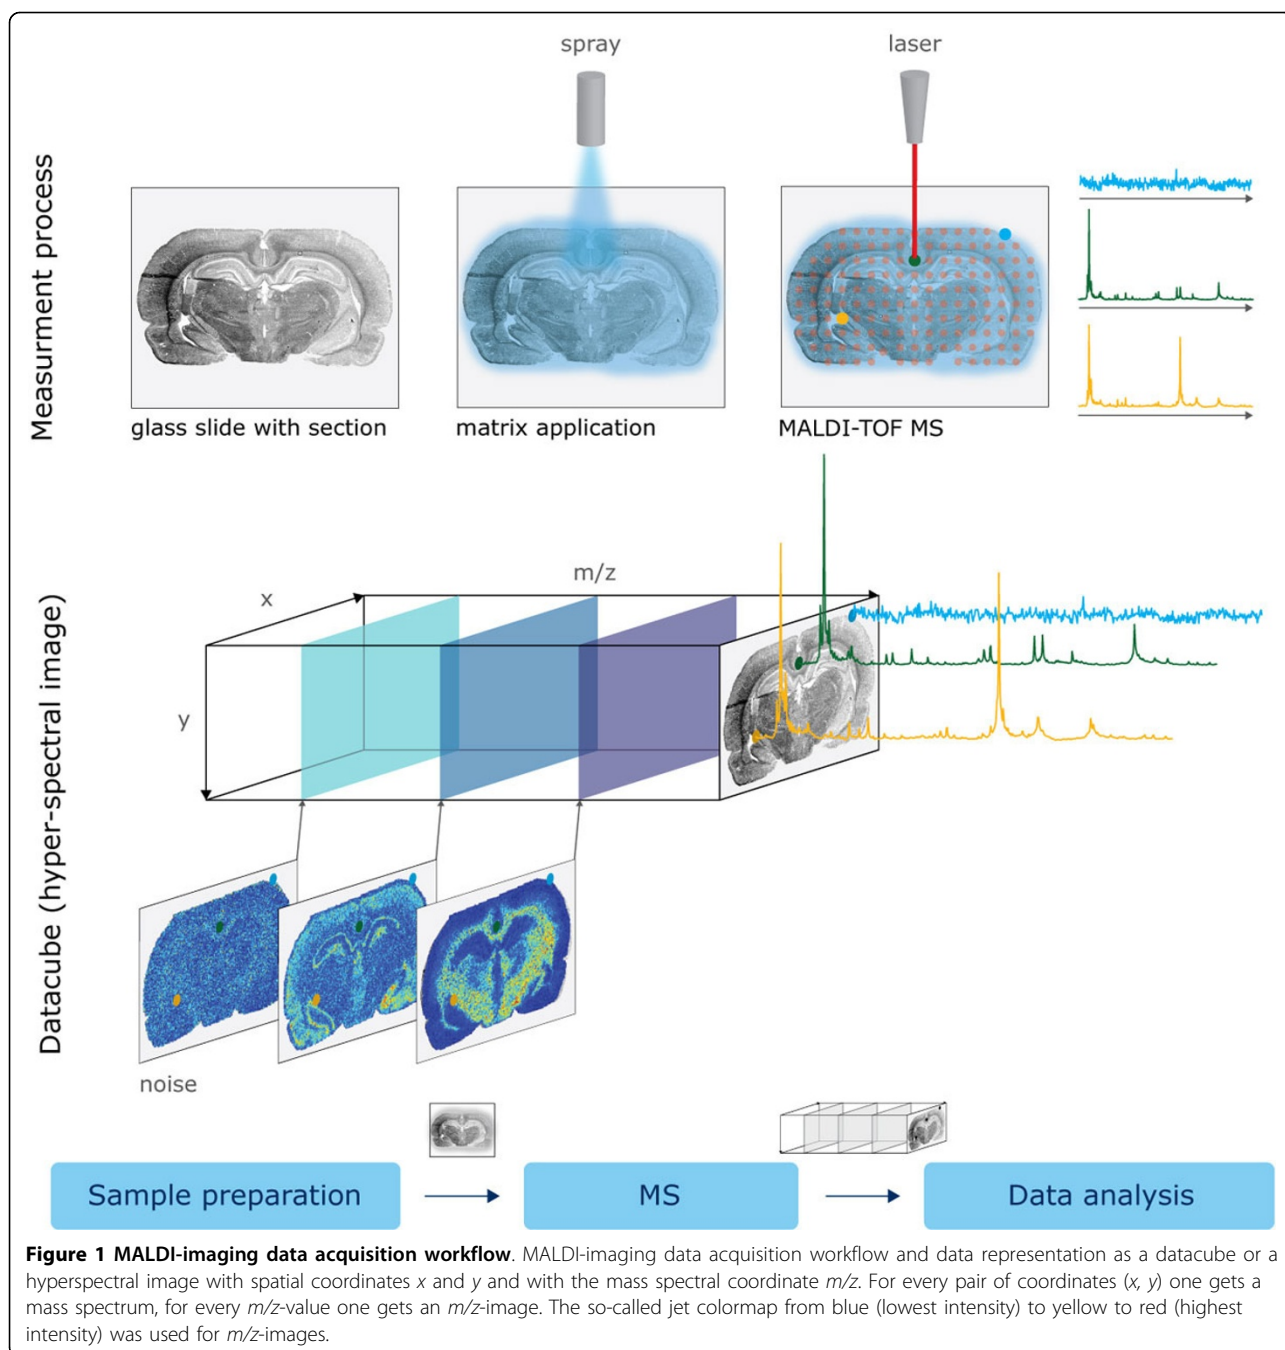 spray
laser
Measurment process
glass slide with section
matrix application
MALDI-TOF MS
m/z
x
y
Datacube (hyper-spectral image)
noise
Sample preparation
MS
Data analysis
Figure 1 MALDI-imaging data acquisition workflow. MALDI-imaging data acquisition workflow and data representation as a datacube or a
hyperspectral image with spatial coordinates x and y and with the mass spectral coordinate m/z. For every pair of coordinates (x, y) one gets a
mass spectrum, for every m/z-value one gets an m/z-image. The so-called jet colormap from blue (lowest intensity) to yellow to red (highest
intensity) was used for m/z-images.